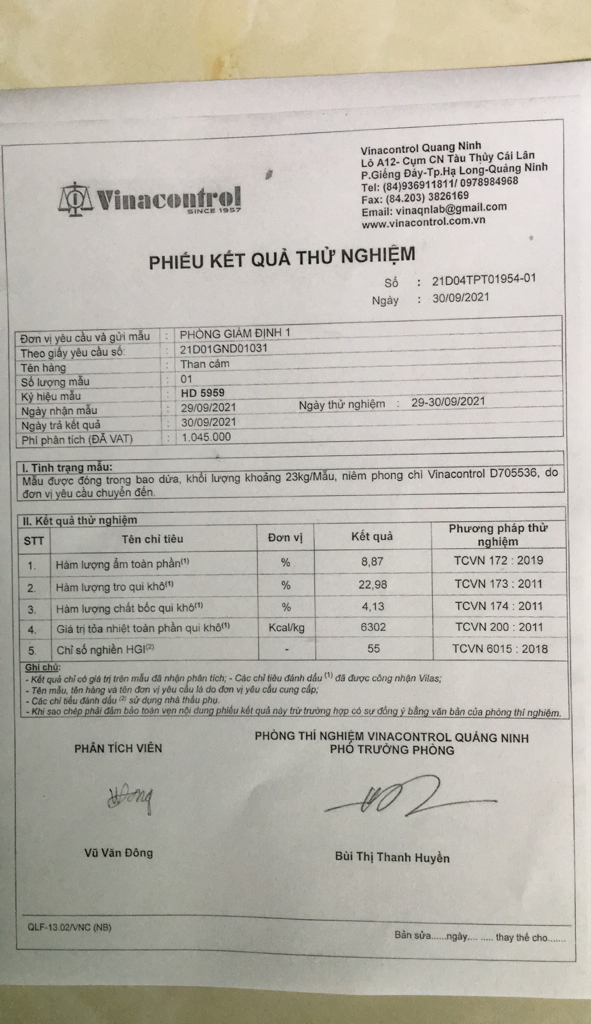 Vinacontrol
SINCE 1957
Vinacontrol Quang Ninh
Lô A12- Cụm CN Tàu Thủy Cái Lân
P.Giếng Đáy-Tp.Hạ Long-Quảng Ninh
Tel: (84)936911811/ 0978984968
Fax: (84.203) 3826169
Email: vinaqnlab@gmail.com
www.vinacontrol.com.vn
PHIẾU KẾT QUẢ THỬ NGHIỆM
Số : 21D04TPT01954-01
Ngày : 30/09/2021
Đơn vị yêu cầu và gửi mẫu : PHÒNG GIÁM ĐỊNH 1
Theo giấy yêu cầu số: : 21D01GND01031
Tên hàng : Than cám
Số lượng mẫu : 01
Ký hiệu mẫu : HD 5959
Ngày nhận mẫu : 29/09/2021 Ngày thử nghiệm : 29-30/09/2021
Ngày trả kết quả : 30/09/2021
Phí phân tích (ĐÃ VAT) : 1.045.000
I. Tình trạng mẫu:
Mẫu được đóng trong bao dứa, khối lượng khoảng 23kg/Mẫu, niêm phong chì Vinacontrol D705536, do
đơn vị yêu cầu chuyển đến.
II. Kết quả thử nghiệm
STT Tên chỉ tiêu Đơn vị Kết quả Phương pháp thử nghiệm
1. Hàm lượng ẩm toàn phần(1) % 8,87 TCVN 172 : 2019
2. Hàm lượng tro qui khô(1) % 22,98 TCVN 173 : 2011
3. Hàm lượng chất bốc qui khô(1) % 4,13 TCVN 174 : 2011
4. Giá trị tỏa nhiệt toàn phần qui khô(1) Kcal/kg 6302 TCVN 200 : 2011
5. Chỉ số nghiền HGI(2) - 55 TCVN 6015 : 2018
Ghi chú:
- Kết quả chỉ có giá trị trên mẫu đã nhận phân tích; - Các chỉ tiêu đánh dấu (1) đã được công nhận Vilas;
- Tên mẫu, tên hàng và tên đơn vị yêu cầu là do đơn vị yêu cầu cung cấp;
- Các chỉ tiêu đánh dấu (2) sử dụng nhà thầu phụ.
- Khi sao chép phải đảm bảo toàn vẹn nội dung phiếu kết quả này trừ trường hợp có sự đồng ý bằng văn bản của phòng thí nghiệm.
PHÒNG THÍ NGHIỆM VINACONTROL QUẢNG NINH
PHÂN TÍCH VIÊN PHÓ TRƯỞNG PHÒNG
Vũ Văn Đông Bùi Thị Thanh Huyền
QLF-13.02/VNC (NB) Bản sửa......ngày.... ..... thay thế cho.......